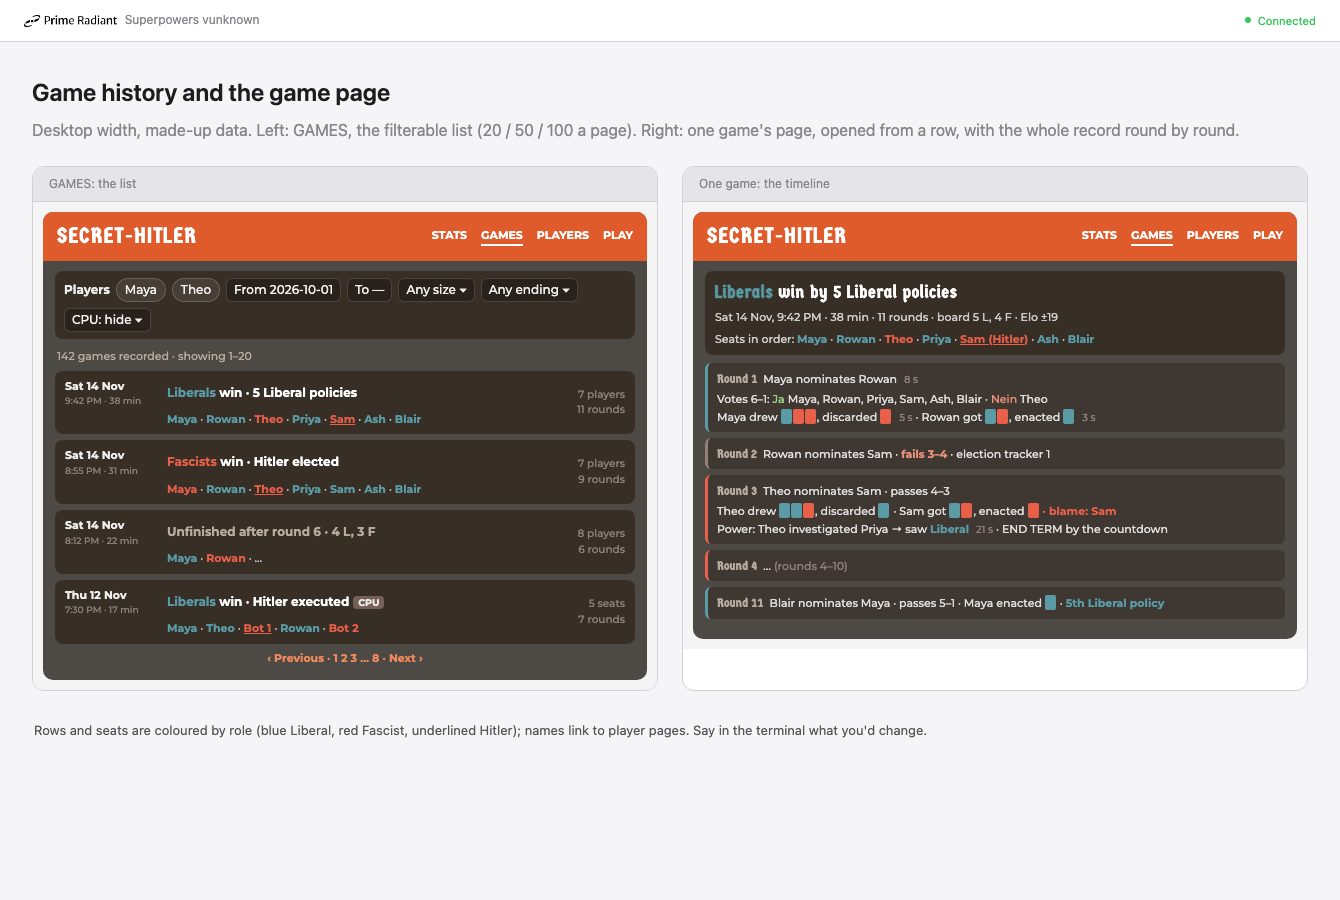 Prime Radiant Superpowers vunknown
Connected
Game history and the game page
Desktop width, made-up data. Left: GAMES, the filterable list (20 / 50 / 100 a page). Right: one game's page, opened from a row, with the whole record round by round.
GAMES: the list
SECRET-HITLER STATS GAMES PLAYERS PLAY
Players Maya Theo From 2026-10-01 To — Any size ▾ Any ending ▾
CPU: hide ▾
142 games recorded · showing 1–20
Sat 14 Nov
9:42 PM · 38 min
Liberals win · 5 Liberal policies
Maya · Rowan · Theo · Priya · Sam · Ash · Blair
7 players
11 rounds
Sat 14 Nov
8:55 PM · 31 min
Fascists win · Hitler elected
Maya · Rowan · Theo · Priya · Sam · Ash · Blair
7 players
9 rounds
Sat 14 Nov
8:12 PM · 22 min
Unfinished after round 6 · 4 L, 3 F
Maya · Rowan · ...
8 players
6 rounds
Thu 12 Nov
7:30 PM · 17 min
Liberals win · Hitler executed CPU
Maya · Theo · Bot 1 · Rowan · Bot 2
5 seats
7 rounds
‹ Previous · 1 2 3 ... 8 · Next ›
One game: the timeline
SECRET-HITLER STATS GAMES PLAYERS PLAY
Liberals win by 5 Liberal policies
Sat 14 Nov, 9:42 PM · 38 min · 11 rounds · board 5 L, 4 F · Elo ±19
Seats in order: Maya · Rowan · Theo · Priya · Sam (Hitler) · Ash · Blair
Round 1 Maya nominates Rowan 8 s
Votes 6–1: Ja Maya, Rowan, Priya, Sam, Ash, Blair · Nein Theo
Maya drew , discarded 5 s · Rowan got , enacted 3 s
Round 2 Rowan nominates Sam · fails 3–4 · election tracker 1
Round 3 Theo nominates Sam · passes 4–3
Theo drew , discarded · Sam got , enacted · blame: Sam
Power: Theo investigated Priya → saw Liberal 21 s · END TERM by the countdown
Round 4 ... (rounds 4–10)
Round 11 Blair nominates Maya · passes 5–1 · Maya enacted · 5th Liberal policy
Rows and seats are coloured by role (blue Liberal, red Fascist, underlined Hitler); names link to player pages. Say in the terminal what you'd change.